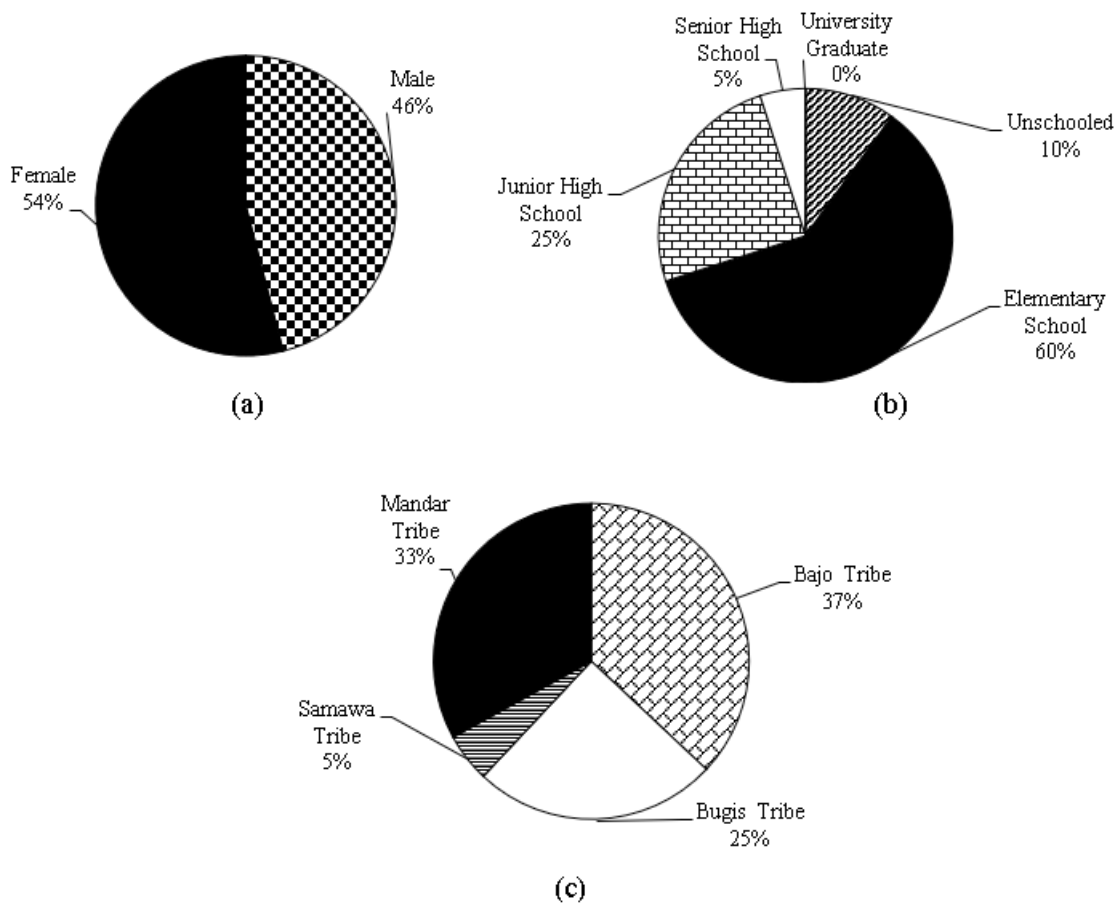 Male
46%
Female
54%
(a)
Senior High
School
5%
University
Graduate
0%
Unschooled
10%
Junior High
School
25%
Elementary
School
60%
(b)
Mandar
Tribe
33%
Bajo Tribe
37%
Samawa
Tribe
5%
Bugis Tribe
25%
(c)